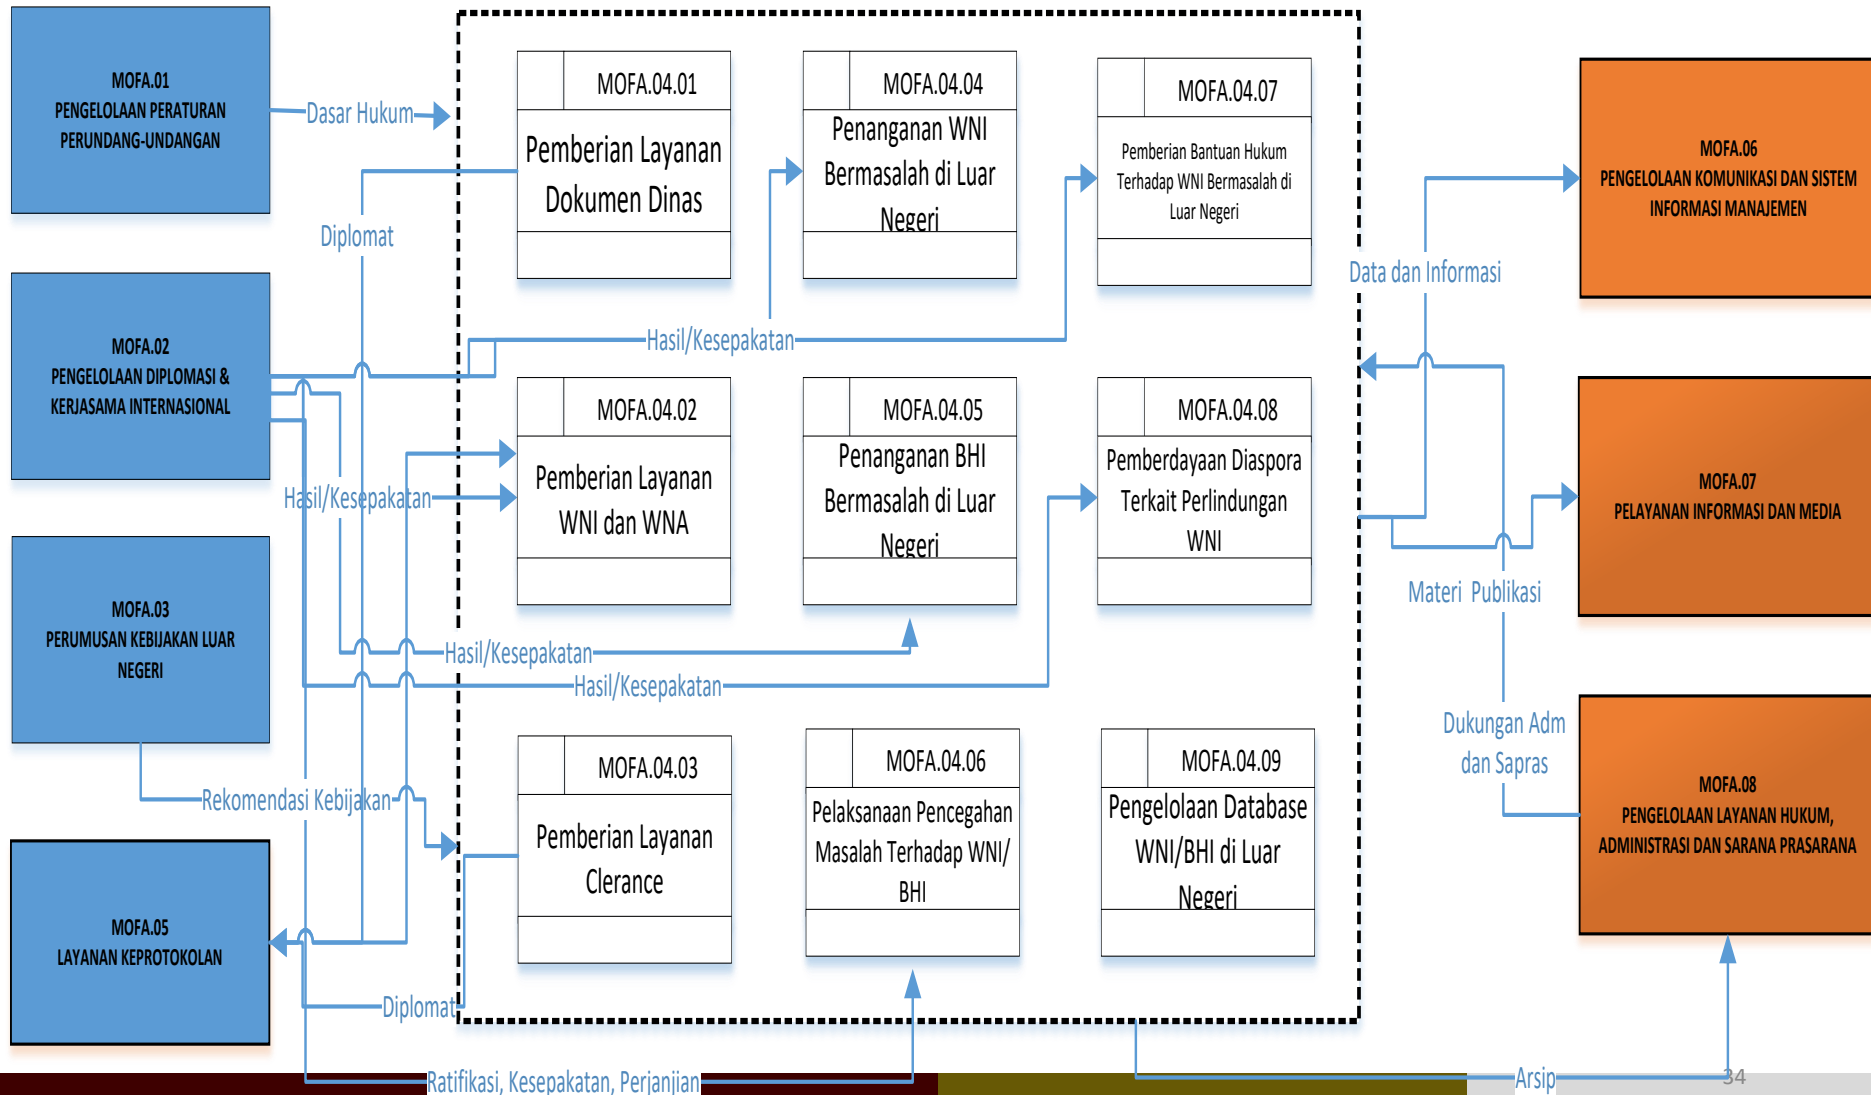 MOFA.01
PENGELOLAAN PERATURAN
PERUNDANG-UNDANGAN
Dasar Hukum
MOFA.02
PENGELOLAAN DIPLOMASI &
KERJASAMA INTERNASIONAL
MOFA.03
PERUMUSAN KEBIJAKAN LUAR
NEGERI
MOFA.05
LAYANAN KEPROTOKOLAN
Diplomat
Hasil/Kesepakatan
Rekomendasi Kebijakan
Diplomat
Ratifikasi, Kesepakatan, Perjanjian
MOFA.04.01
Pemberian Layanan
Dokumen Dinas
MOFA.04.04
Penanganan WNI
Bermasalah di Luar
Negeri
MOFA.04.07
Pemberian Bantuan Hukum
Terhadap WNI Bermasalah di
Luar Negeri
Hasil/Kesepakatan
MOFA.04.02
Pemberian Layanan
WNI dan WNA
MOFA.04.05
Penanganan BHI
Bermasalah di Luar
Negeri
MOFA.04.08
Pemberdayaan Diaspora
Terkait Perlindungan
WNI
Hasil/Kesepakatan
Hasil/Kesepakatan
MOFA.04.03
Pemberian Layanan
Clerance
MOFA.04.06
Pelaksanaan Pencegahan
Masalah Terhadap WNI/
BHI
MOFA.04.09
Pengelolaan Database
WNI/BHI di Luar
Negeri
Data dan Informasi
Materi  Publikasi
Dukungan Adm
dan Sapras
Arsip
MOFA.06
PENGELOLAAN KOMUNIKASI DAN SISTEM
INFORMASI MANAJEMEN
MOFA.07
PELAYANAN INFORMASI DAN MEDIA
MOFA.08
PENGELOLAAN LAYANAN HUKUM,
ADMINISTRASI DAN SARANA PRASARANA
34